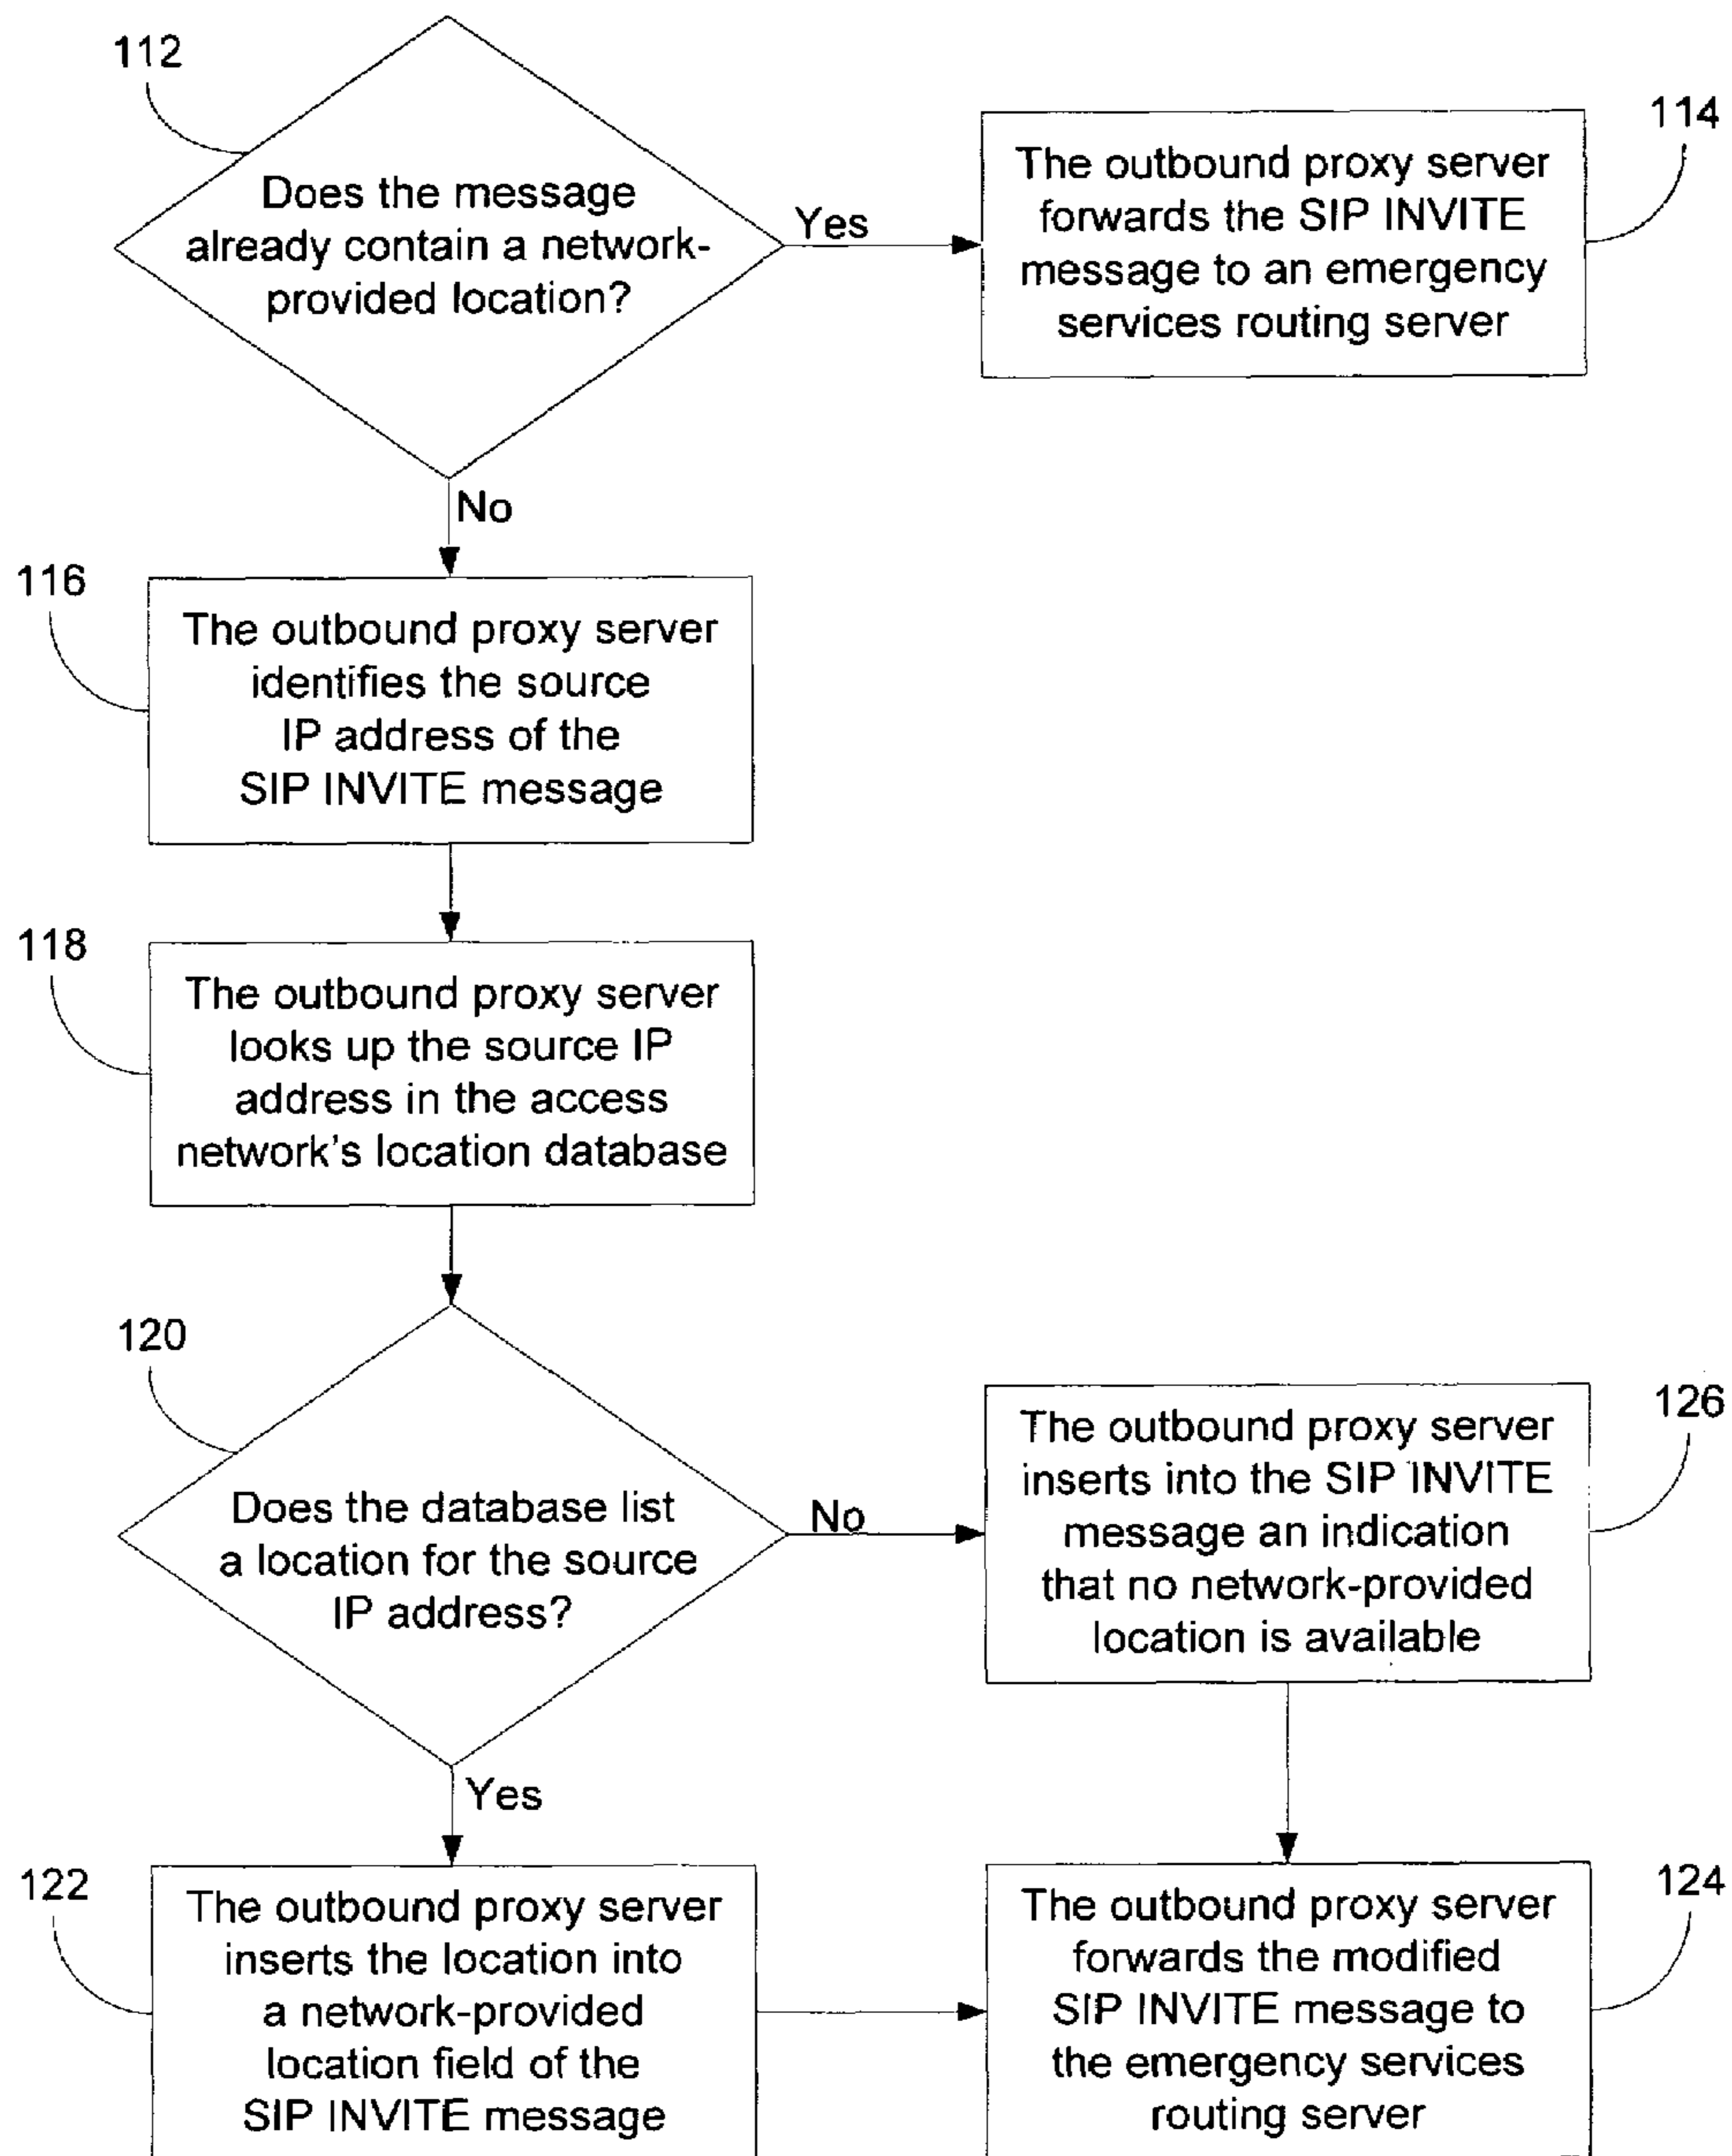 112
Does the message
already contain a network-
provided location?
Yes
114
The outbound proxy server
forwards the SIP INVITE
message to an emergency
services routing server
No
116
The outbound proxy server
identifies the source
IP address of the
SIP INVITE message
118
The outbound proxy server
looks up the source IP
address in the access
network's location database
120
Does the database list
a location for the source
IP address?
No
126
The outbound proxy server
inserts into the SIP INVITE
message an indication
that no network-provided
location is available
Yes
122
The outbound proxy server
inserts the location into
a network-provided
location field of the
SIP INVITE message
124
The outbound proxy server
forwards the modified
SIP INVITE message to
the emergency services
routing server